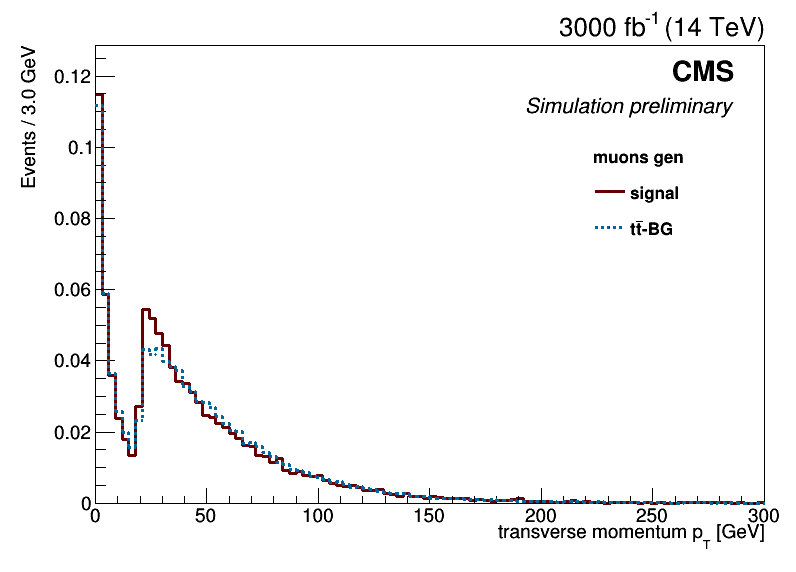 3000 fb⁻¹ (14 TeV)
Events / 3.0 GeV
CMS
Simulation preliminary
muons gen
signal
tt̄-BG
0.12
0.1
0.08
0.06
0.04
0.02
0
0 50 100 150 200 250 300
transverse momentum p_T [GeV]